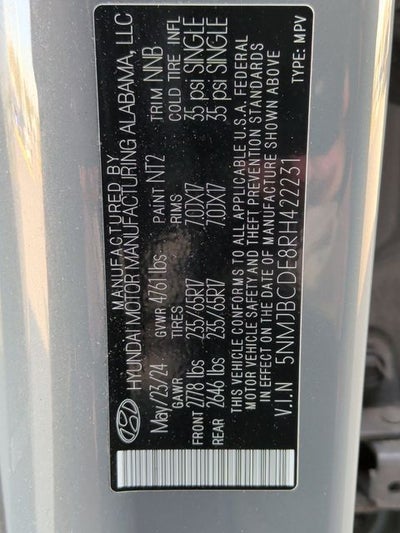 MANUFACTURED BY
HYUNDAI MOTOR MANUFACTURING ALABAMA, LLC
May/23/24 GVWR 4761 lbs PAINT NT2 TRIM NNB
GAWR TIRES RIMS COLD TIRE INFL
FRONT 2778 lbs 235/65R17 7.0JX17 35 psi SINGLE
REAR 2646 lbs 235/65R17 7.0JX17 35 psi SINGLE
THIS VEHICLE CONFORMS TO ALL APPLICABLE U.S.A. FEDERAL
MOTOR VEHICLE SAFETY AND THEFT PREVENTION STANDARDS
IN EFFECT ON THE DATE OF MANUFACTURE SHOWN ABOVE
V.I.N 5NMJBCDE8RH422231 TYPE: MPV